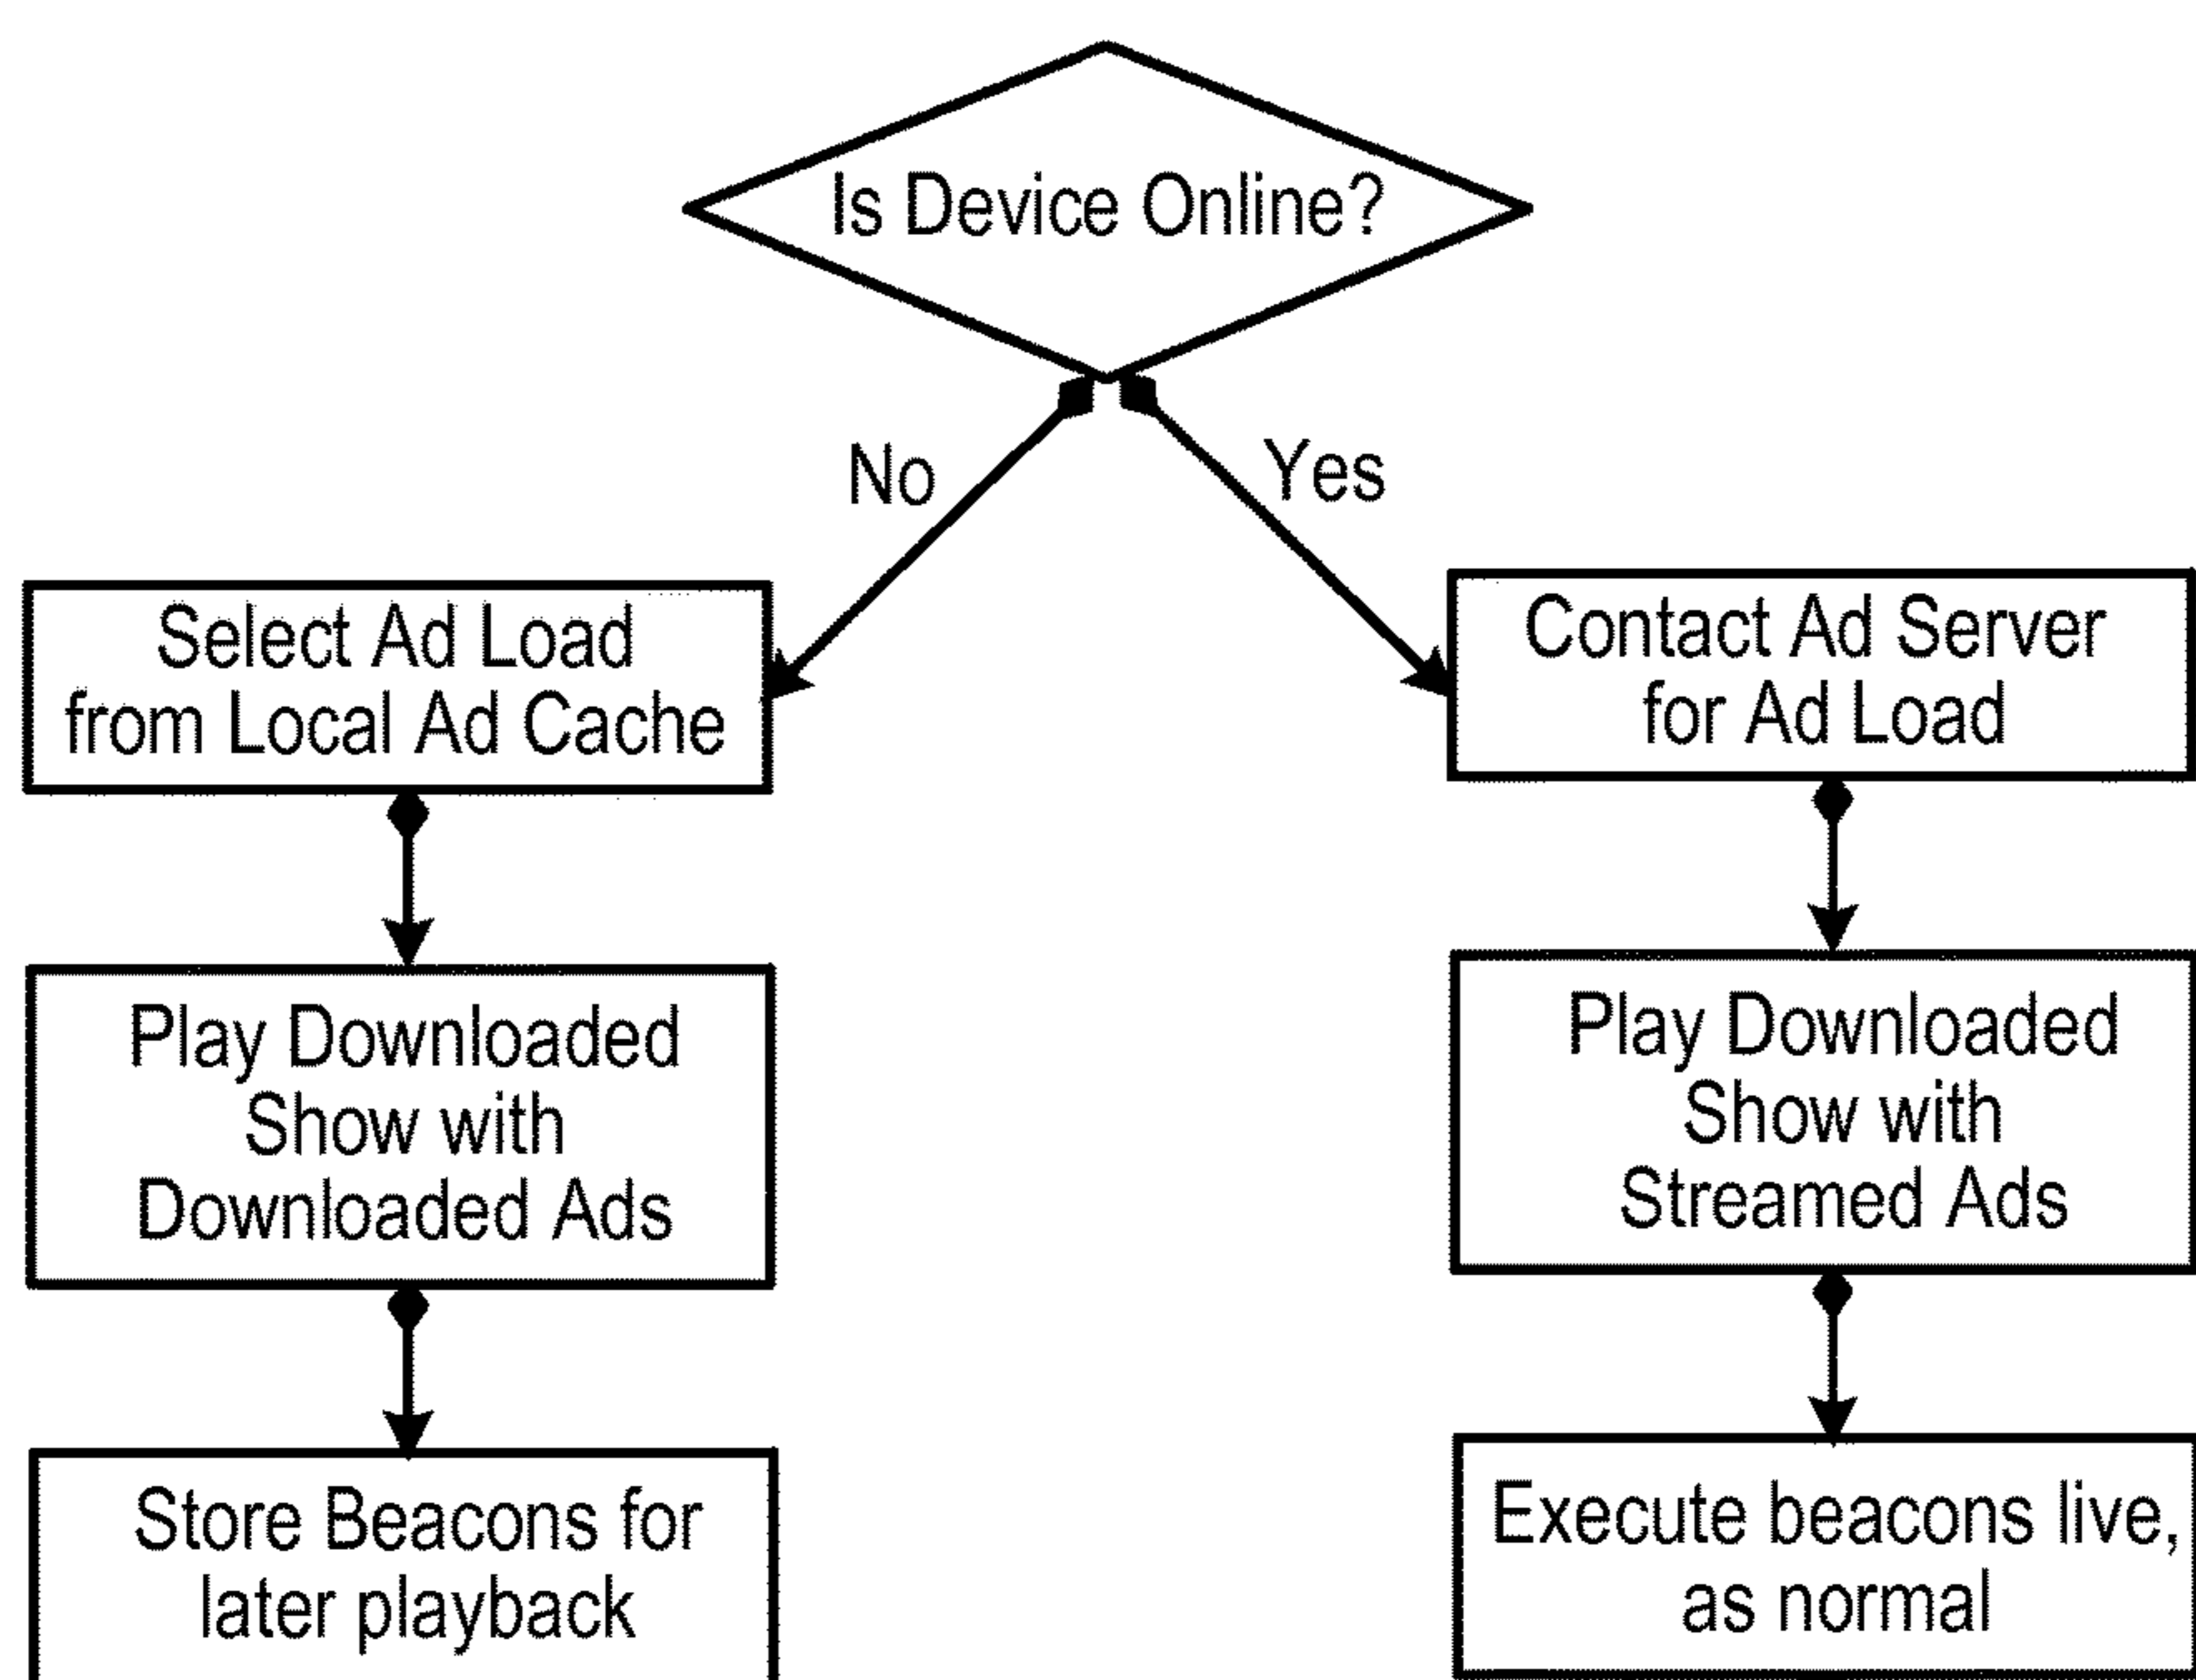 Is Device Online?
No
Yes
Select Ad Load
from Local Ad Cache
Contact Ad Server
for Ad Load
Play Downloaded
Show with
Downloaded Ads
Play Downloaded
Show with
Streamed Ads
Store Beacons for
later playback
Execute beacons live,
as normal